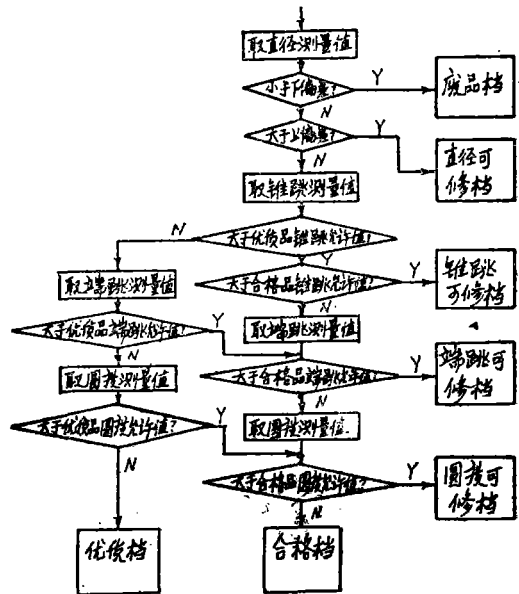 取直径测量值
小于下偏差?
Y
废品档
N
大于上偏差?
Y
直径可
修档
N
取锥跳测量值
N
大于优质品锥跳允许值?
Y
取端跳测量值
大于合格品锥跳允许值?
Y
锥跳
可修档
N
大于优质品端跳允许值?
Y
取端跳测量值
N
大于合格品端跳允许值?
Y
端跳可
修档
取圆度测量值
N
取圆度测量值
大于优质品圆度允许值?
Y
N
大于合格品圆度允许值?
Y
圆度可
修档
N
优质档
合格档